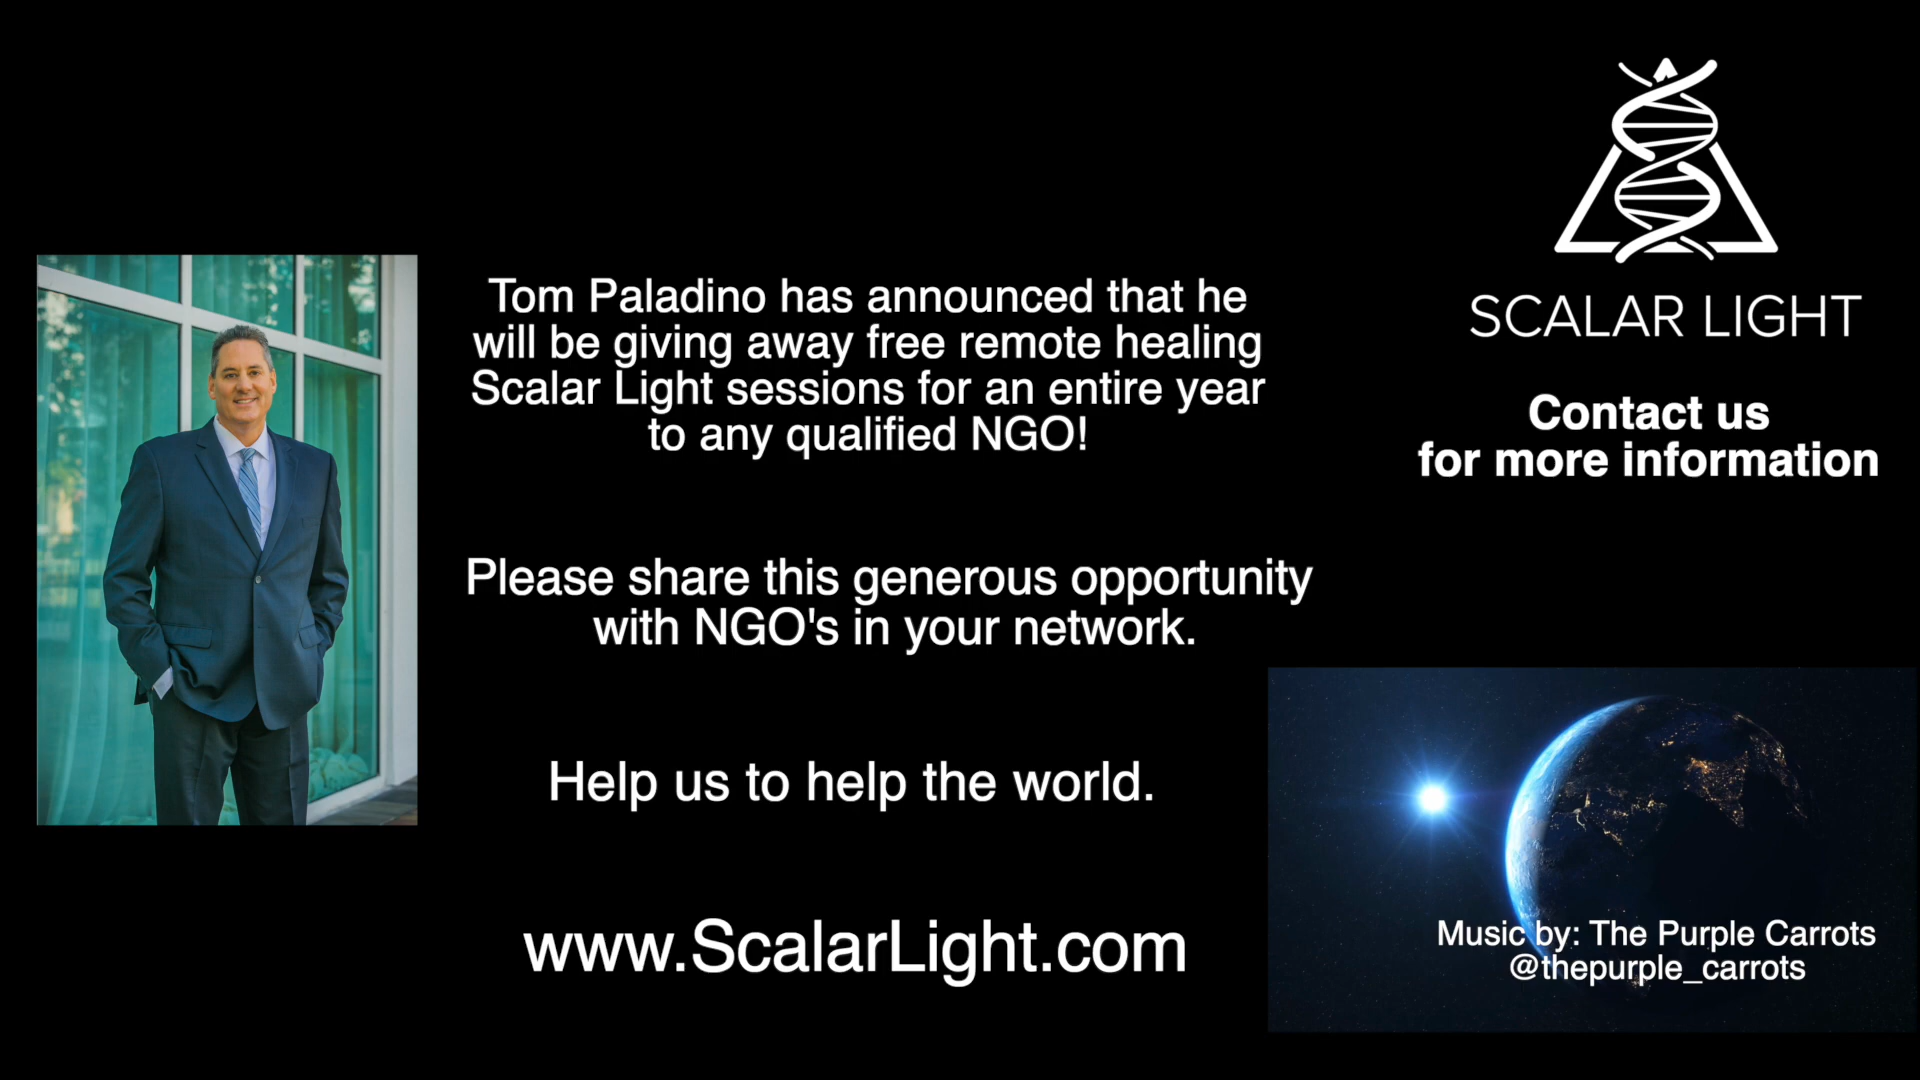 Tom Paladino has announced that he
will be giving away free remote healing
Scalar Light sessions for an entire year
to any qualified NGO!
Please share this generous opportunity
with NGO's in your network.
Help us to help the world.
www.ScalarLight.com
SCALAR LIGHT
Contact us
for more information
Music by: The Purple Carrots
@thepurple_carrots